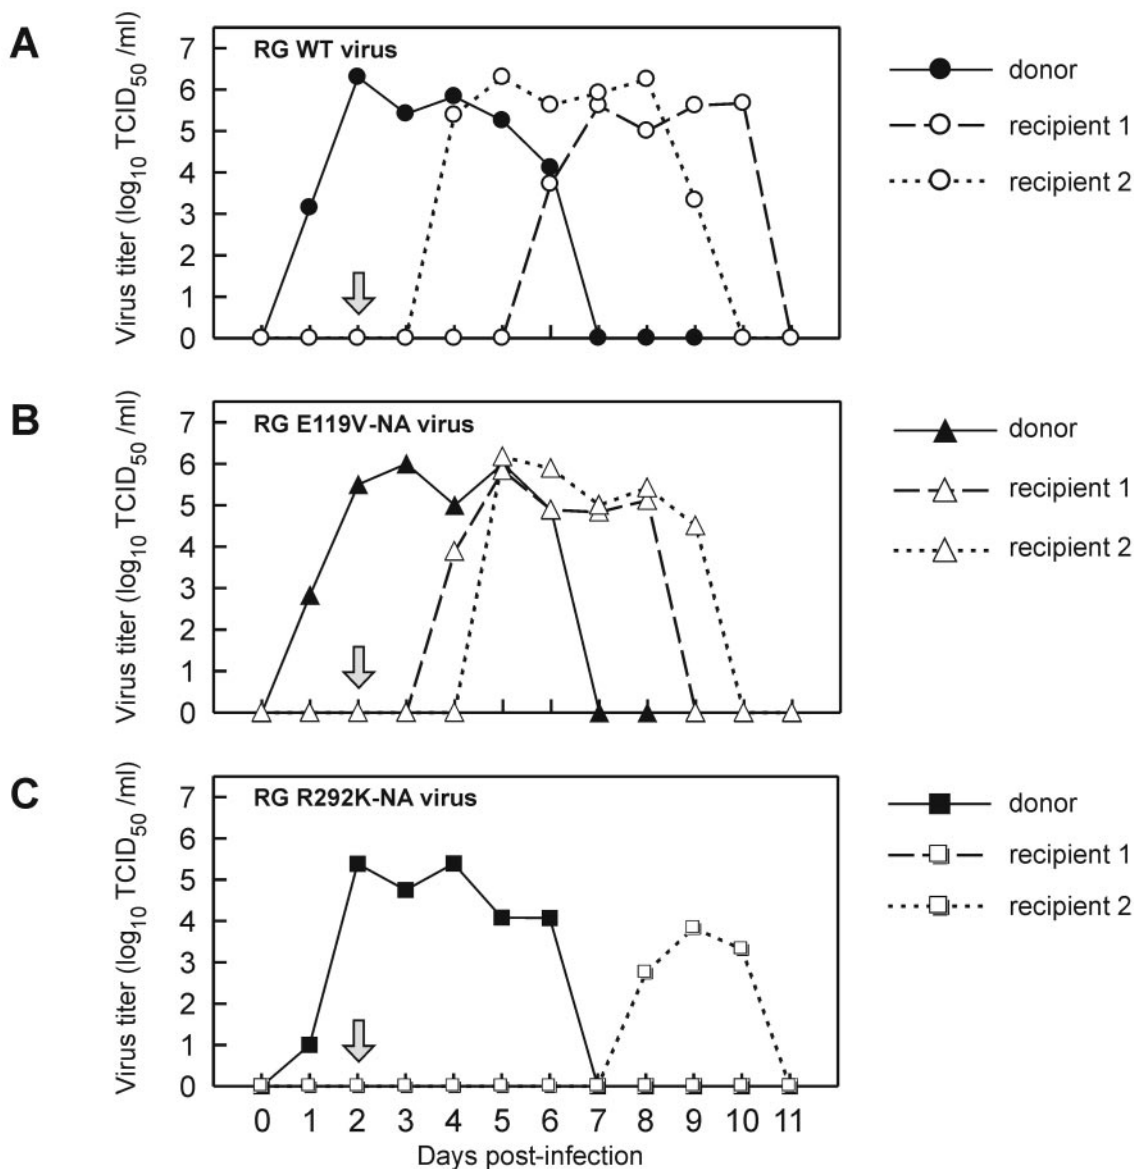 A
RG WT virus
Virus titer (log10 TCID50 /ml)
7
6
5
4
3
2
1
0
donor
recipient 1
recipient 2
B
RG E119V-NA virus
Virus titer (log10 TCID50 /ml)
7
6
5
4
3
2
1
0
donor
recipient 1
recipient 2
C
RG R292K-NA virus
Virus titer (log10 TCID50 /ml)
7
6
5
4
3
2
1
0
donor
recipient 1
recipient 2
0 1 2 3 4 5 6 7 8 9 10 11
Days post-infection